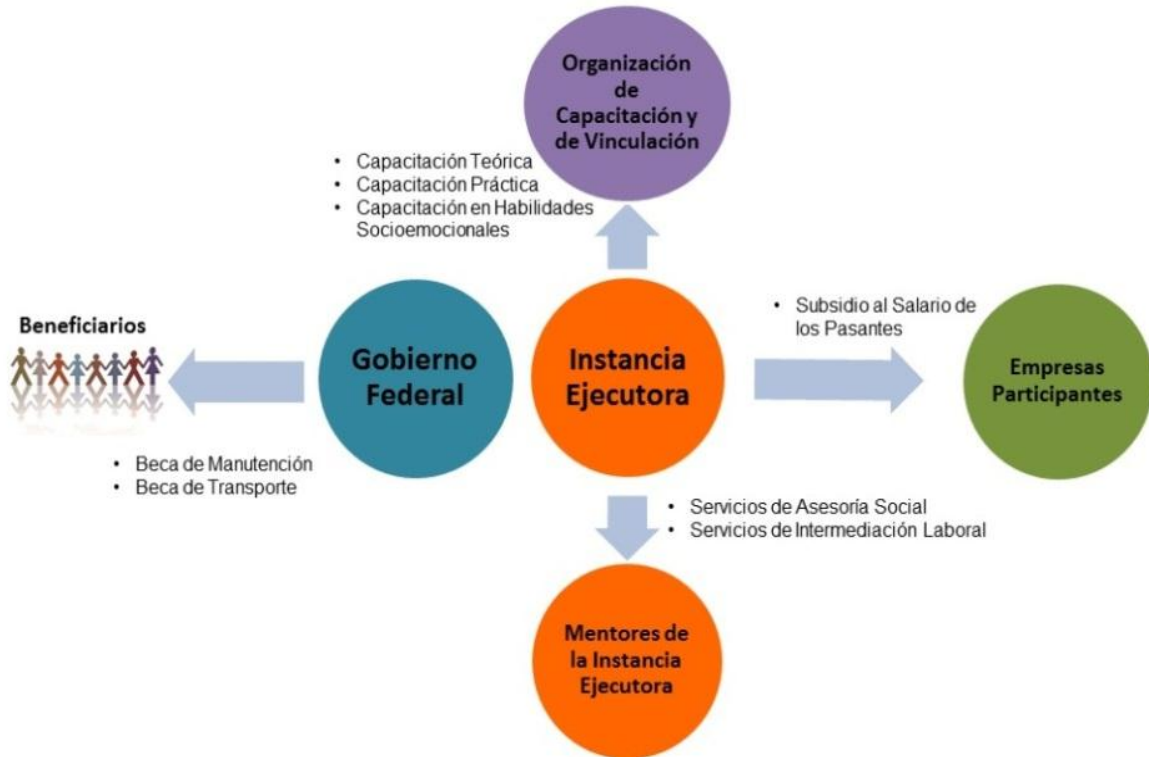 Organización
de
Capacitación y
de Vinculación
• Capacitación Teórica
• Capacitación Práctica
• Capacitación en Habilidades
Socioemocionales
Beneficiarios
Gobierno
Federal
Instancia
Ejecutora
• Subsidio al Salario de
los Pasantes
Empresas
Participantes
• Beca de Manutención
• Beca de Transporte
• Servicios de Asesoría Social
• Servicios de Intermediación Laboral
Mentores de
la Instancia
Ejecutora